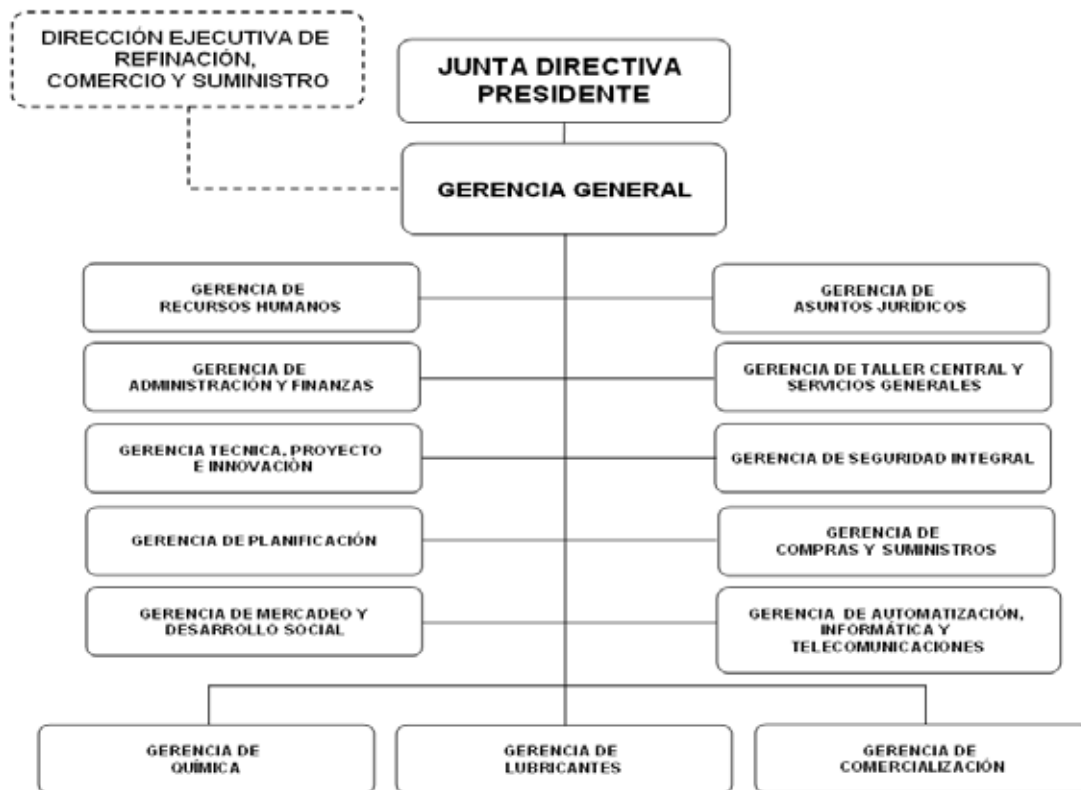 DIRECCIÓN EJECUTIVA DE
REFINACIÓN,
COMERCIO Y SUMINISTRO
JUNTA DIRECTIVA
PRESIDENTE
GERENCIA GENERAL
GERENCIA DE
RECURSOS HUMANOS
GERENCIA DE
ASUNTOS JURÍDICOS
GERENCIA DE
ADMINISTRACIÓN Y FINANZAS
GERENCIA DE TALLER CENTRAL Y
SERVICIOS GENERALES
GERENCIA TECNICA, PROYECTO
E INNOVACIÓN
GERENCIA DE SEGURIDAD INTEGRAL
GERENCIA DE PLANIFICACIÓN
GERENCIA DE
COMPRAS Y SUMINISTROS
GERENCIA DE MERCADEO Y
DESARROLLO SOCIAL
GERENCIA DE AUTOMATIZACIÓN,
INFORMÁTICA Y
TELECOMUNICACIONES
GERENCIA DE
QUÍMICA
GERENCIA DE
LUBRICANTES
GERENCIA DE
COMERCIALIZACIÓN